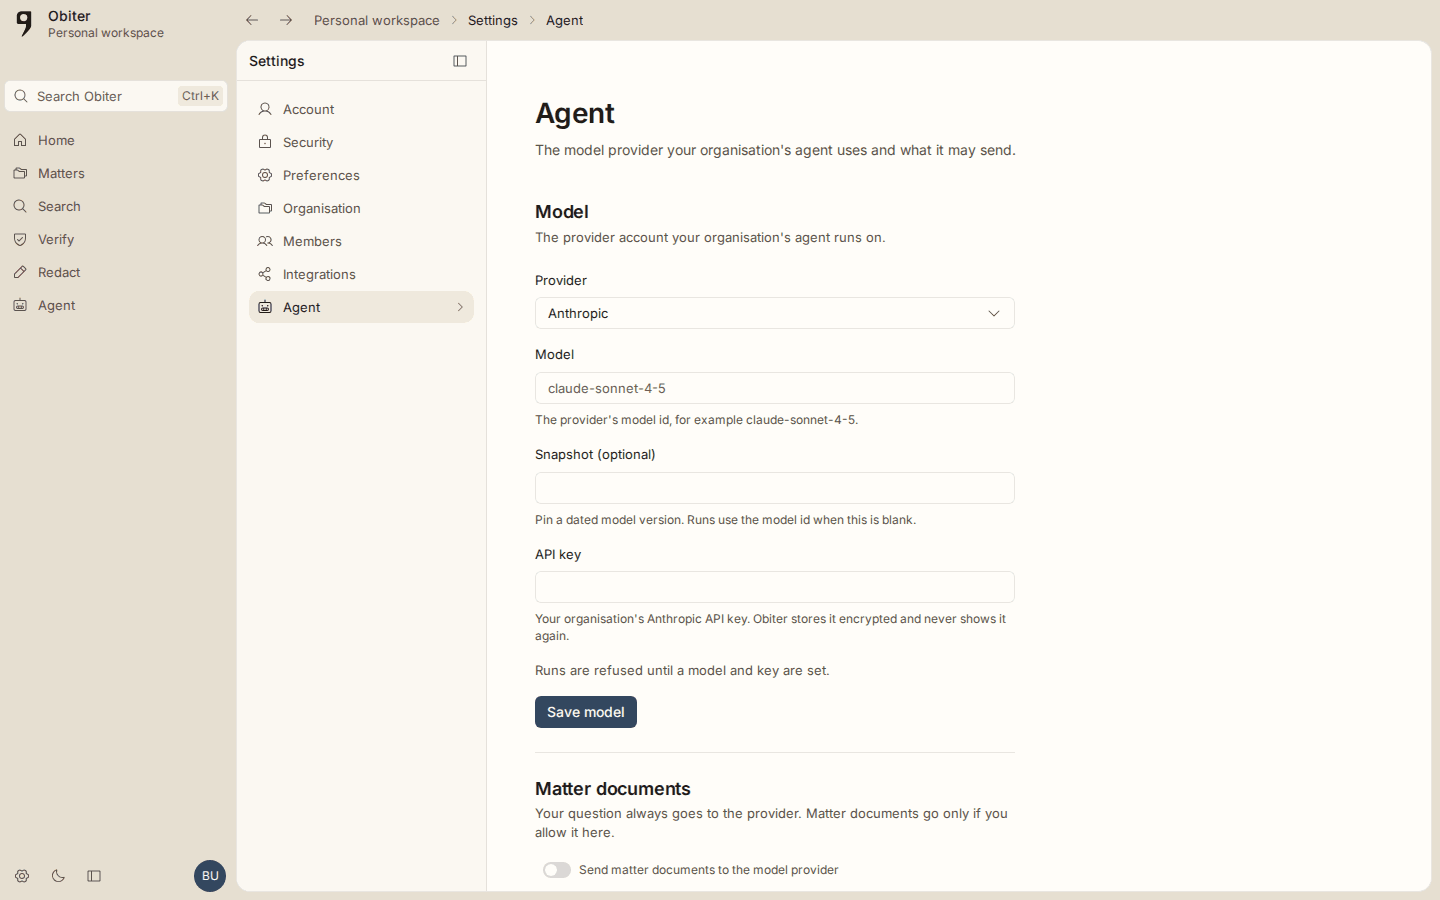 Obiter
Personal workspace
Search Obiter
Ctrl+K
Home
Matters
Search
Verify
Redact
Agent
BU
Personal workspace
Settings
Agent
Settings
Account
Security
Preferences
Organisation
Members
Integrations
Agent
Agent
The model provider your organisation's agent uses and what it may send.
Model
The provider account your organisation's agent runs on.
Provider
Anthropic
Model
claude-sonnet-4-5
The provider's model id, for example claude-sonnet-4-5.
Snapshot (optional)
Pin a dated model version. Runs use the model id when this is blank.
API key
Your organisation's Anthropic API key. Obiter stores it encrypted and never shows it
again.
Runs are refused until a model and key are set.
Save model
Matter documents
Your question always goes to the provider. Matter documents go only if you
allow it here.
Send matter documents to the model provider